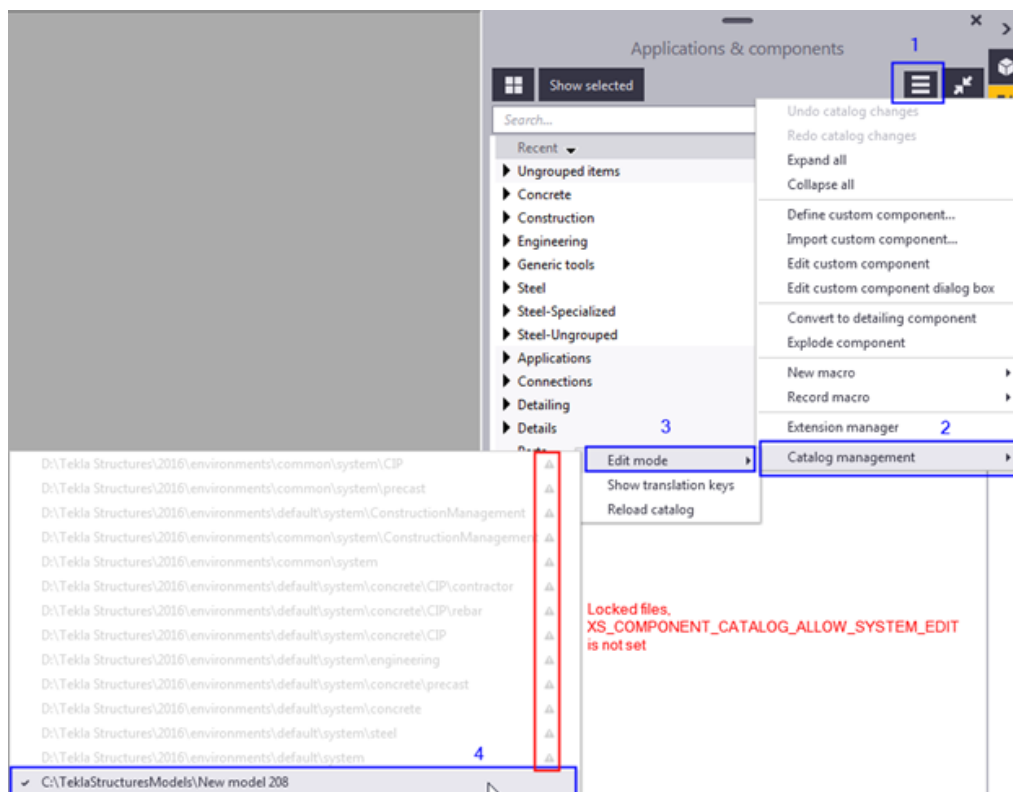 Applications & components
1
Show selected
Search...
Recent
Ungrouped items
Concrete
Construction
Engineering
Generic tools
Steel
Steel-Specialized
Steel-Ungrouped
Applications
Connections
Detailing
Details
Undo catalog changes
Redo catalog changes
Expand all
Collapse all
Define custom component...
Import custom component...
Edit custom component
Edit custom component dialog box
Convert to detailing component
Explode component
New macro
Record macro
Extension manager
2
Catalog management
3
Edit mode
Show translation keys
Reload catalog
D:\Tekla Structures\2016\environments\common\system\CIP
D:\Tekla Structures\2016\environments\common\system\precast
D:\Tekla Structures\2016\environments\default\system\ConstructionManagement
D:\Tekla Structures\2016\environments\common\system\ConstructionManagemen
D:\Tekla Structures\2016\environments\common\system
D:\Tekla Structures\2016\environments\default\system\concrete\CIP\contractor
D:\Tekla Structures\2016\environments\default\system\concrete\CIP\rebar
D:\Tekla Structures\2016\environments\default\system\concrete\CIP
D:\Tekla Structures\2016\environments\default\system\engineering
D:\Tekla Structures\2016\environments\default\system\concrete\precast
D:\Tekla Structures\2016\environments\default\system\concrete
D:\Tekla Structures\2016\environments\default\system\steel
D:\Tekla Structures\2016\environments\default\system
4
C:\TeklaStructuresModels\New model 208
Locked files,
XS_COMPONENT_CATALOG_ALLOW_SYSTEM_EDIT
is not set